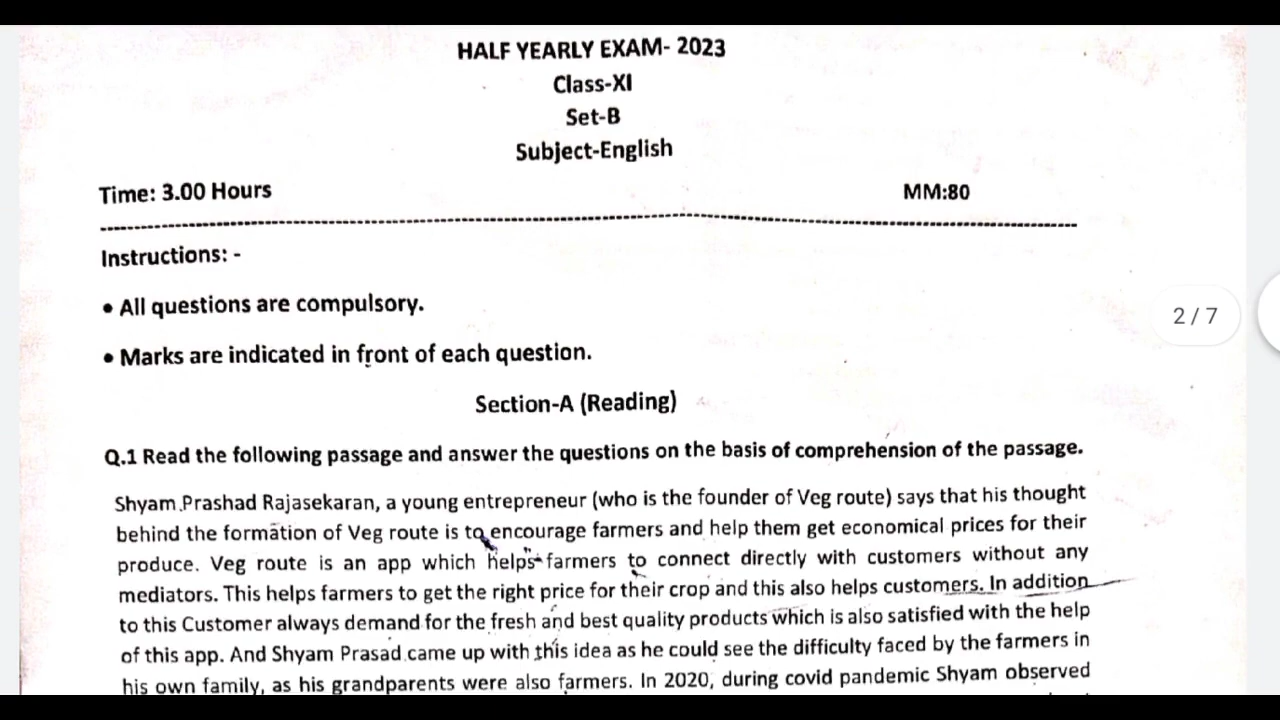 HALF YEARLY EXAM- 2023
Class-XI
Set-B
Subject-English
Time: 3.00 Hours MM:80
Instructions: -
• All questions are compulsory.
2 / 7
• Marks are indicated in front of each question.
Section-A (Reading)
Q.1 Read the following passage and answer the questions on the basis of comprehension of the passage.
Shyam Prashad Rajasekaran, a young entrepreneur (who is the founder of Veg route) says that his thought
behind the formation of Veg route is to encourage farmers and help them get economical prices for their
produce. Veg route is an app which helps farmers to connect directly with customers without any
mediators. This helps farmers to get the right price for their crop and this also helps customers. In addition
to this Customer always demand for the fresh and best quality products which is also satisfied with the help
of this app. And Shyam Prasad came up with this idea as he could see the difficulty faced by the farmers in
his own family, as his grandparents were also farmers. In 2020, during covid pandemic Shyam observed